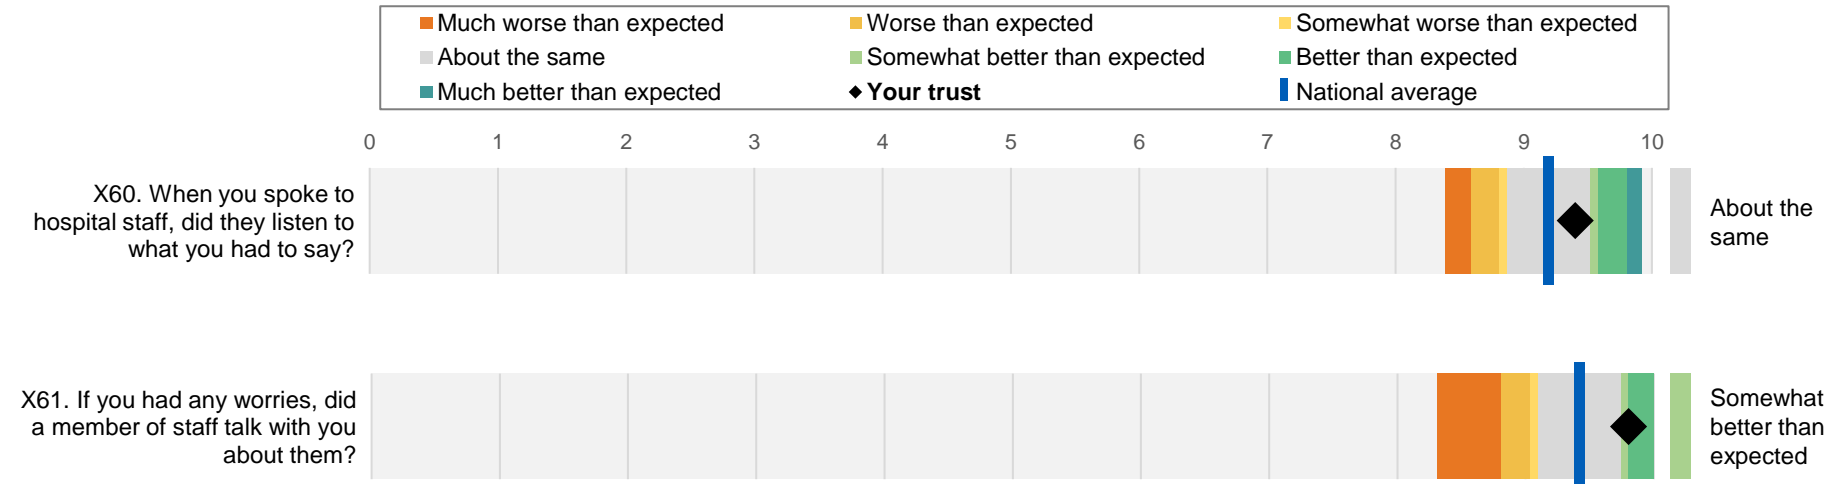 Much worse than expected
Worse than expected
Somewhat worse than expected
About the same
Somewhat better than expected
Better than expected
Much better than expected
Your trust
National average
0 1 2 3 4 5 6 7 8 9 10
X60. When you spoke to
hospital staff, did they listen to
what you had to say?
About the
same
X61. If you had any worries, did
a member of staff talk with you
about them?
Somewhat
better than
expected